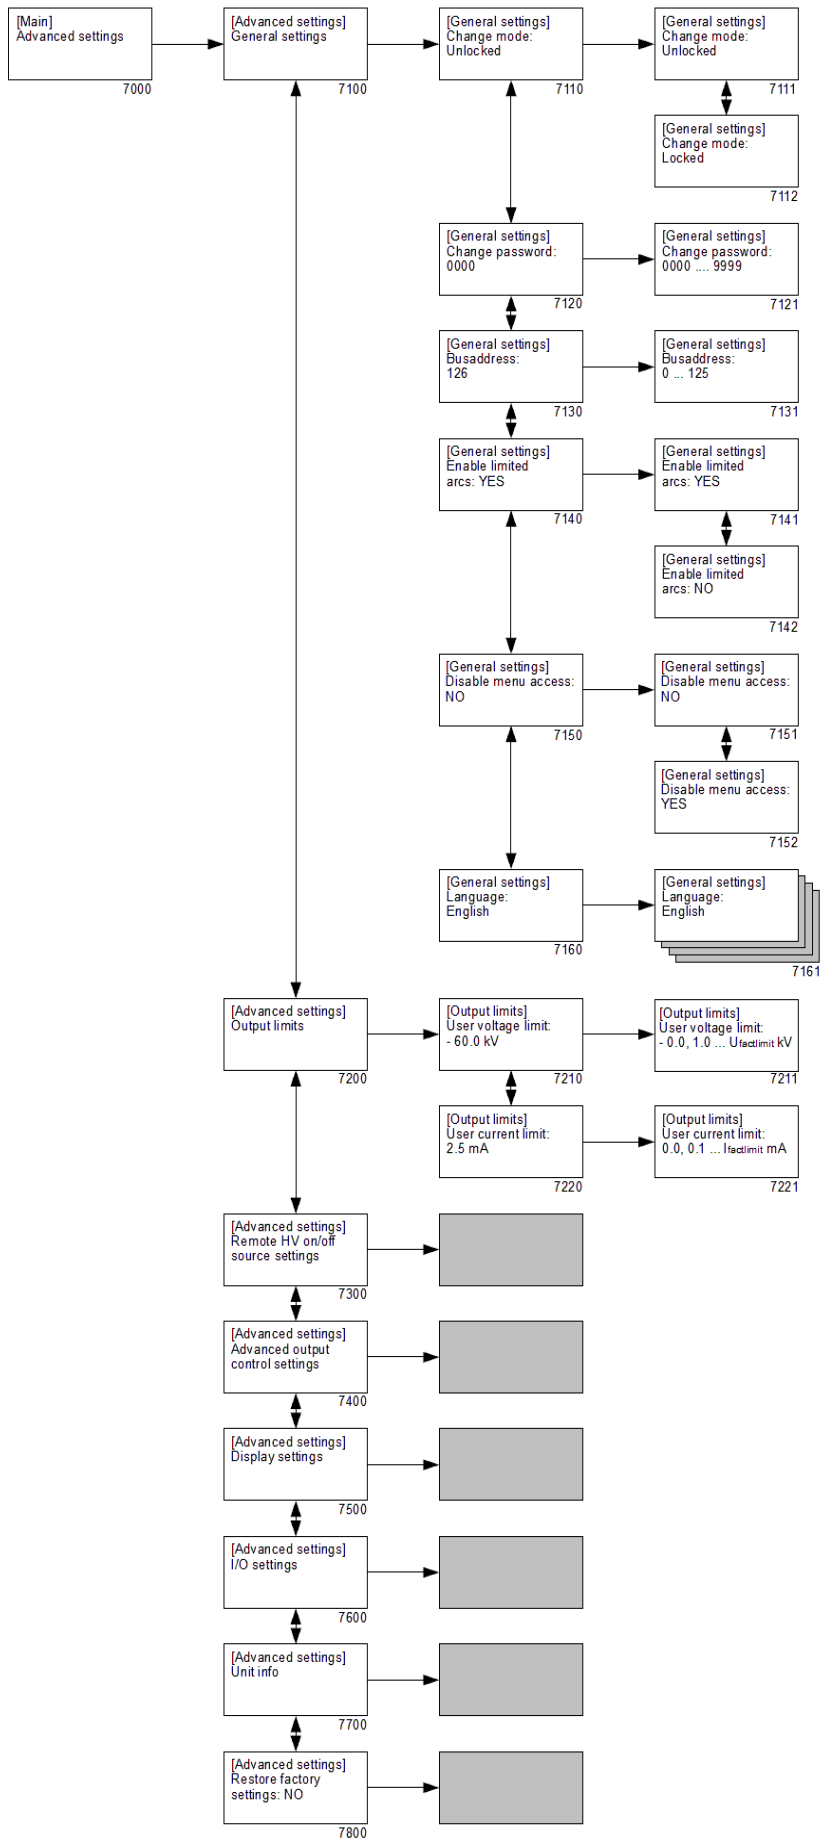 [Main]
Advanced settings
7000
[Advanced settings]
General settings
7100
[General settings]
Change mode:
Unlocked
7110
[General settings]
Change mode:
Unlocked
7111
[General settings]
Change mode:
Locked
7112
[General settings]
Change password:
0000
7120
[General settings]
Change password:
0000 .... 9999
7121
[General settings]
Busaddress:
126
7130
[General settings]
Busaddress:
0 ... 125
7131
[General settings]
Enable limited
arcs: YES
7140
[General settings]
Enable limited
arcs: YES
7141
[General settings]
Enable limited
arcs: NO
7142
[General settings]
Disable menu access:
NO
7150
[General settings]
Disable menu access:
NO
7151
[General settings]
Disable menu access:
YES
7152
[General settings]
Language:
English
7160
[General settings]
Language:
English
7161
[Advanced settings]
Output limits
7200
[Output limits]
User voltage limit:
- 60.0 kV
7210
[Output limits]
User voltage limit:
- 0.0, 1.0 ... Ufactlimit kV
7211
[Output limits]
User current limit:
2.5 mA
7220
[Output limits]
User current limit:
0.0, 0.1 ... Ifactlimit mA
7221
[Advanced settings]
Remote HV on/off
source settings
7300
[Advanced settings]
Advanced output
control settings
7400
[Advanced settings]
Display settings
7500
[Advanced settings]
I/O settings
7600
[Advanced settings]
Unit info
7700
[Advanced settings]
Restore factory
settings: NO
7800